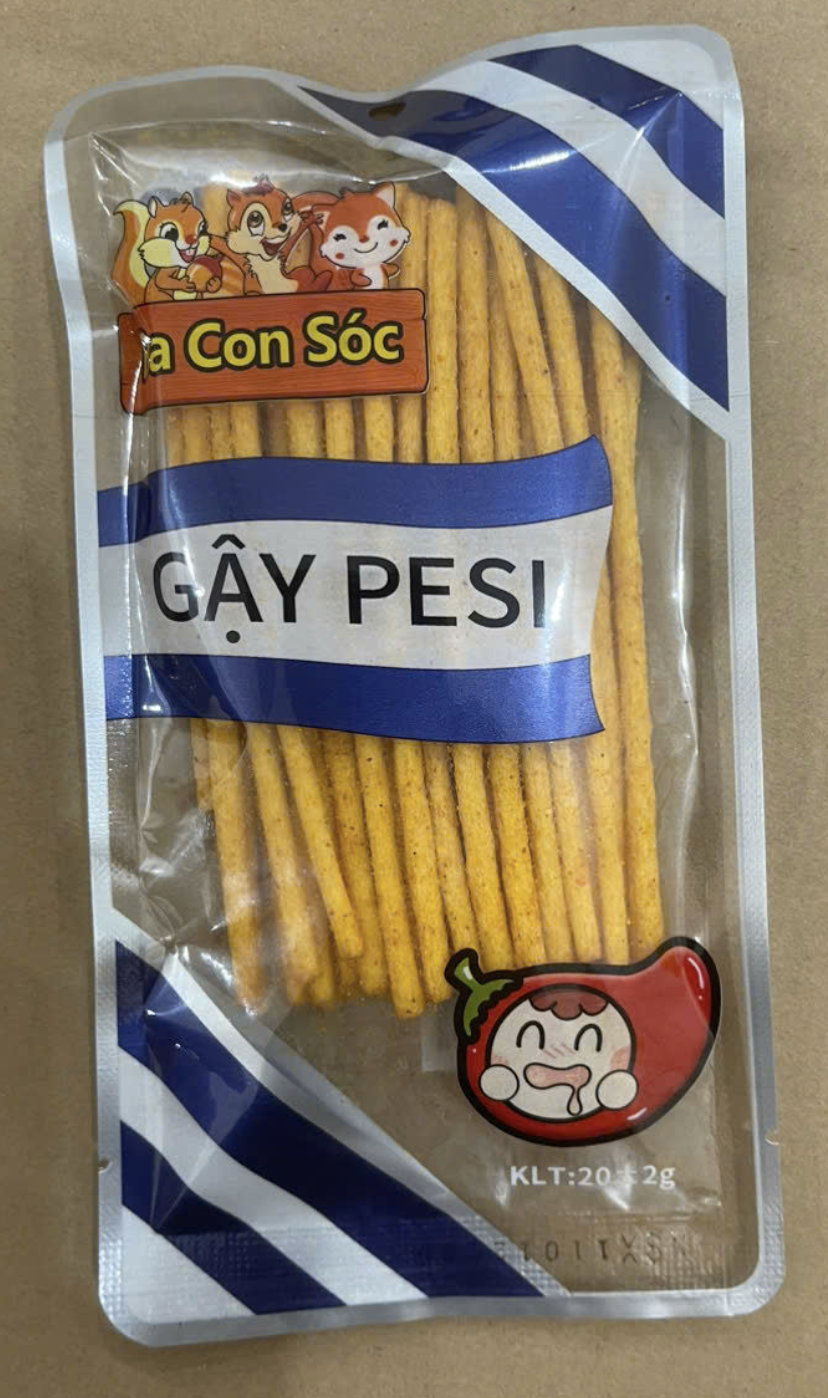 a Con Sóc
GẬY PESI
KLT:20±2g